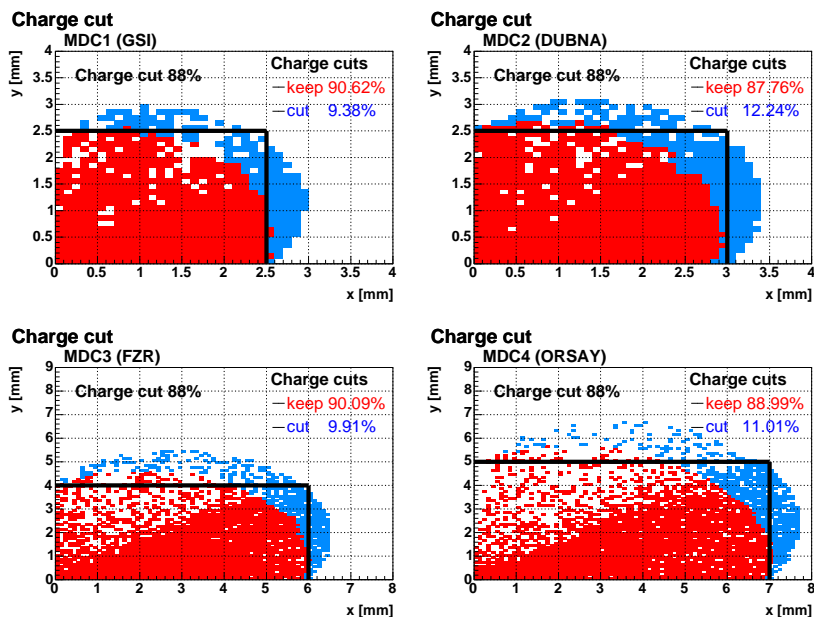 Charge cut
MDC1 (GSI)
y [mm]
4
3.5
3
2.5
2
1.5
1
0.5
0
Charge cut 88%
Charge cuts
keep 90.62%
cut 9.38%
0 0.5 1 1.5 2 2.5 3 3.5 4
x [mm]
Charge cut
MDC2 (DUBNA)
y [mm]
4
3.5
3
2.5
2
1.5
1
0.5
0
Charge cut 88%
Charge cuts
keep 87.76%
cut 12.24%
0 0.5 1 1.5 2 2.5 3 3.5 4
x [mm]
Charge cut
MDC3 (FZR)
y [mm]
9
8
7
6
5
4
3
2
1
0
Charge cut 88%
Charge cuts
keep 90.09%
cut 9.91%
0 1 2 3 4 5 6 7 8
x [mm]
Charge cut
MDC4 (ORSAY)
y [mm]
9
8
7
6
5
4
3
2
1
0
Charge cut 88%
Charge cuts
keep 88.99%
cut 11.01%
0 1 2 3 4 5 6 7 8
x [mm]